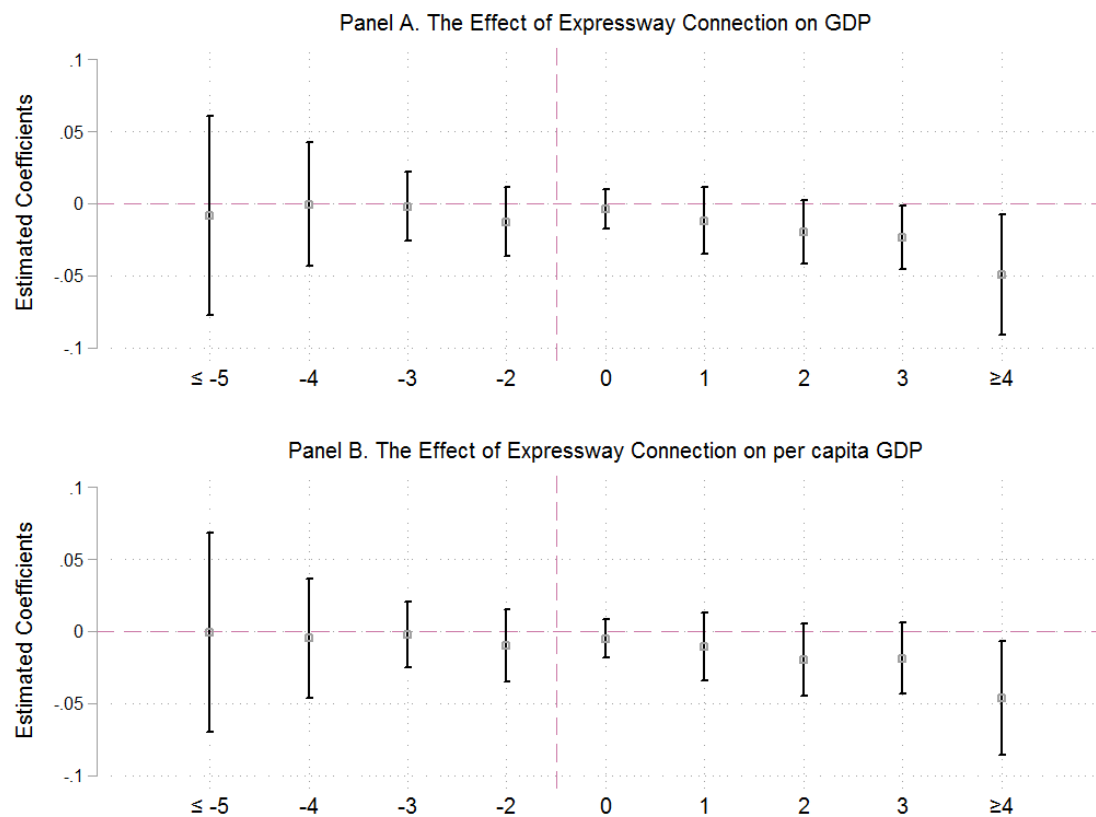 Panel A. The Effect of Expressway Connection on GDP
Estimated Coefficients
.1
.05
0
-.05
-.1
≤ -5 -4 -3 -2 0 1 2 3 ≥4
Panel B. The Effect of Expressway Connection on per capita GDP
Estimated Coefficients
.1
.05
0
-.05
-.1
≤ -5 -4 -3 -2 0 1 2 3 ≥4